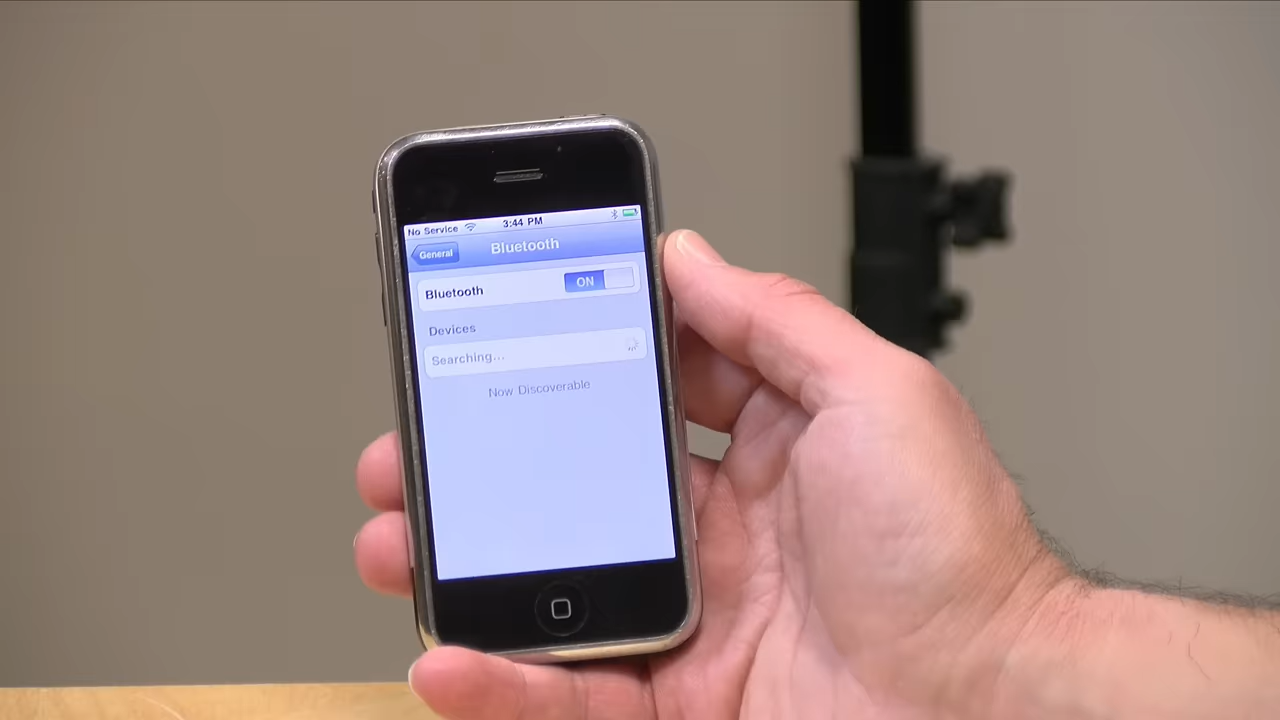 No Service 3:44 PM
General Bluetooth
Bluetooth ON
Devices
Searching...
Now Discoverable